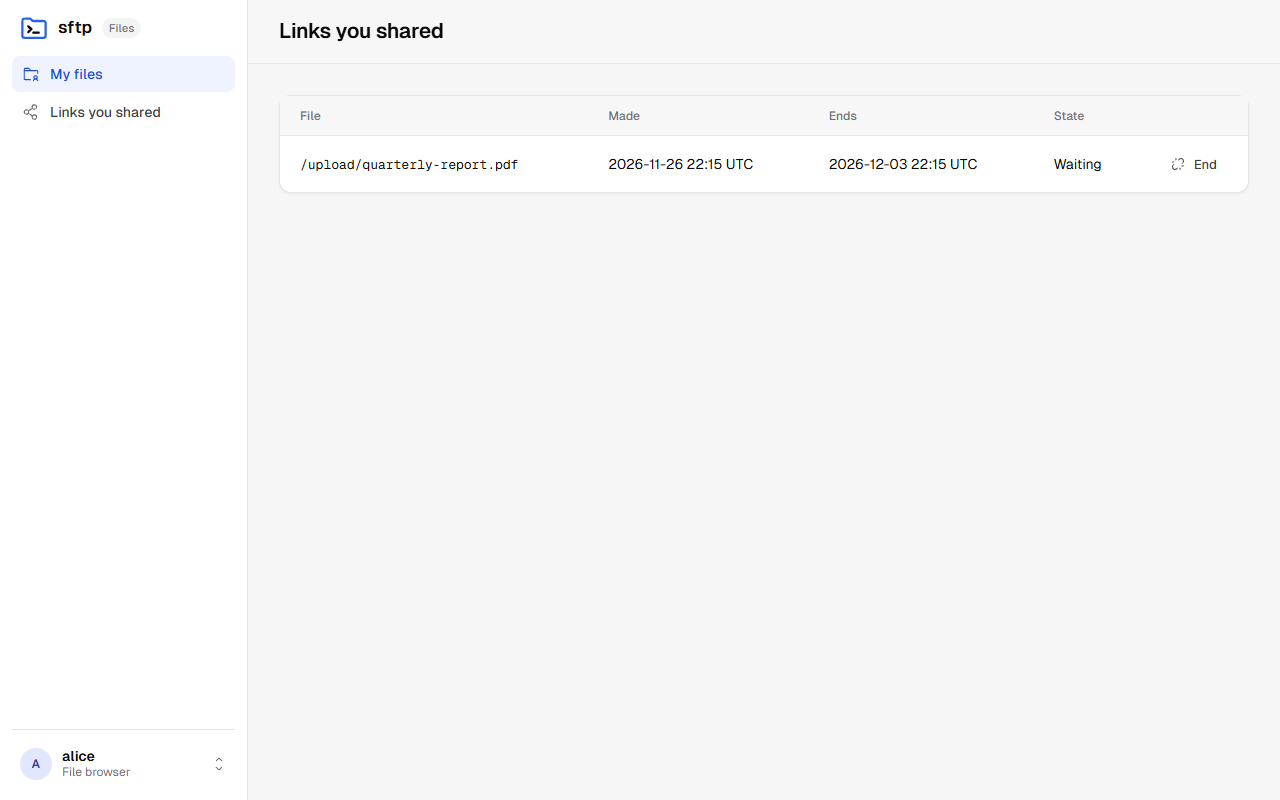 sftp Files
My files
Links you shared
alice
File browser
A
Links you shared
File Made Ends State
/upload/quarterly-report.pdf 2026-11-26 22:15 UTC 2026-12-03 22:15 UTC Waiting End